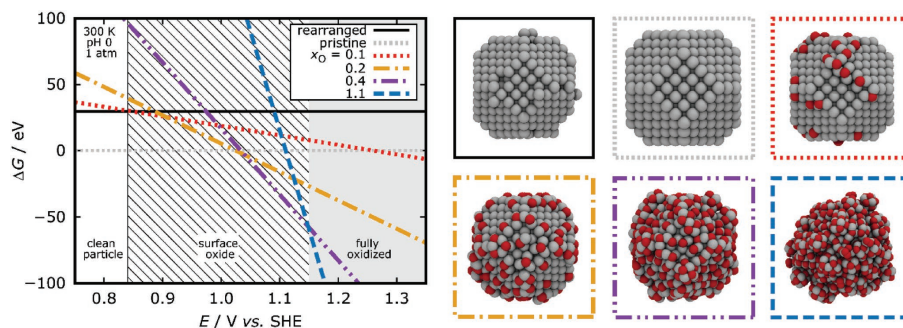 100
50
0
−50
−100
ΔG / eV
300 K
pH 0
1 atm
rearranged
pristine
xO = 0.1
0.2
0.4
1.1
clean
particle
surface
oxide
fully
oxidized
0.8 0.9 1.0 1.1 1.2 1.3
E / V vs. SHE